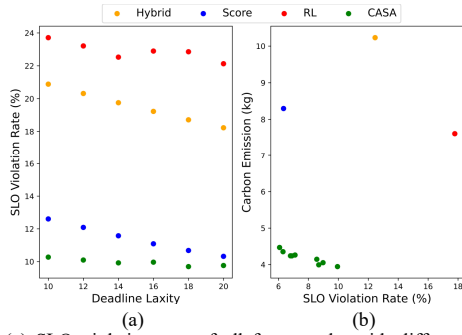 Hybrid Score RL CASA
24
22
20
18
16
14
12
10
SLO Violation Rate (%)
10 12 14 16 18 20
Deadline Laxity
(a)
10
9
8
7
6
5
4
Carbon Emission (kg)
6 8 10 12 14 16 18
SLO Violation Rate (%)
(b)